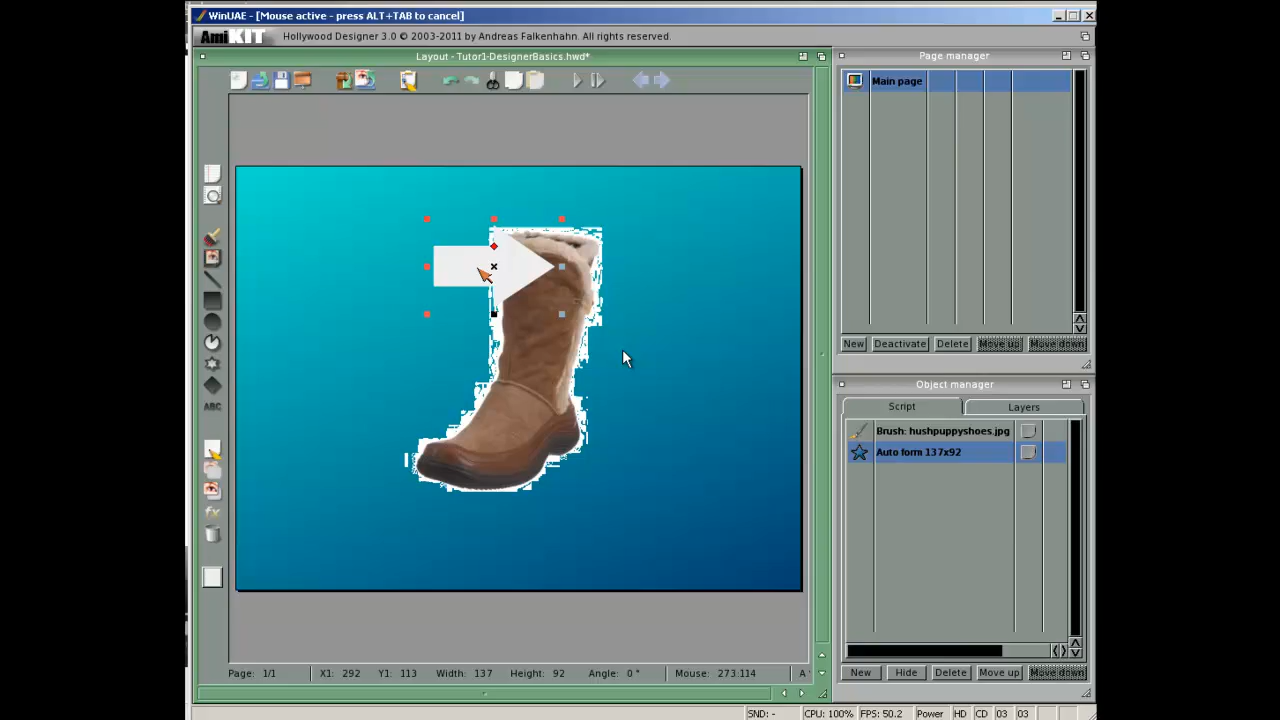 WinUAE - [Mouse active - press ALT+TAB to cancel]
AmiKIT Hollywood Designer 3.0 © 2003-2011 by Andreas Falkenhahn. All rights reserved.
Layout - Tutor1-DesignerBasics.hwd*
Page manager
Main page
New Deactivate Delete Move up Move down
Object manager
Script Layers
Brush: hushpuppyshoes.jpg
Auto form 137x92
ABC
fx
New Hide Delete Move up Move down
Page: 1/1 X1: 292 Y1: 113 Width: 137 Height: 92 Angle: 0 ° Mouse: 273:114 A
SND: - CPU: 100% FPS: 50.2 Power HD CD 03 03